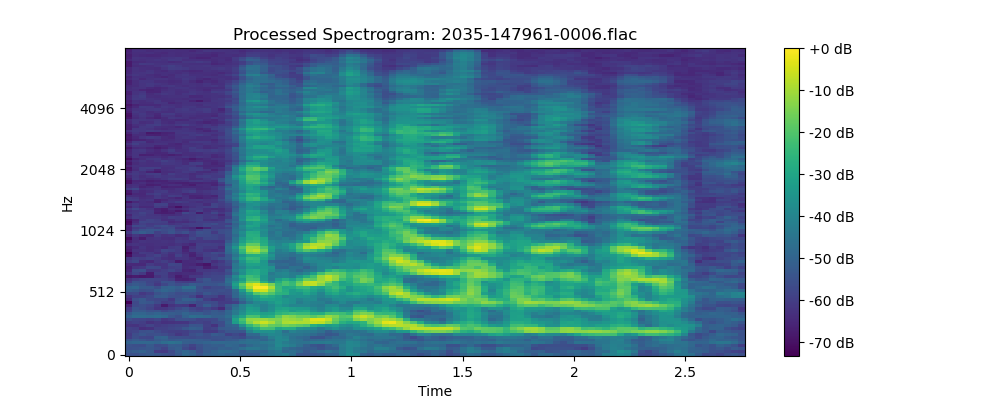 Processed Spectrogram: 2035-147961-0006.flac
Hz
4096
2048
1024
512
0
0
0.5
1
1.5
2
2.5
Time
+0 dB
-10 dB
-20 dB
-30 dB
-40 dB
-50 dB
-60 dB
-70 dB